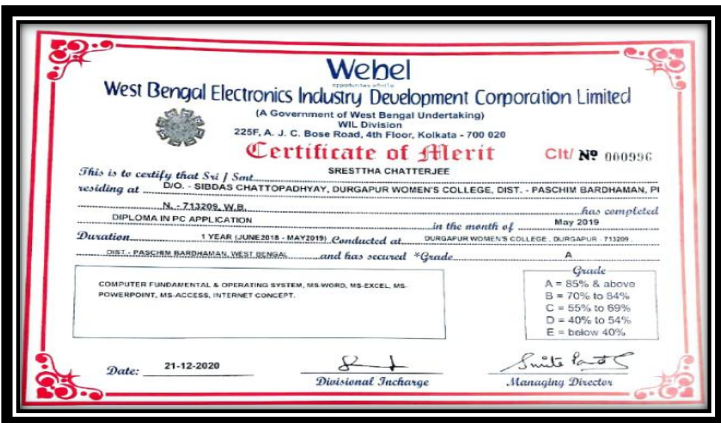 Webel
West Bengal Electronics Industry Development Corporation Limited
(A Government of West Bengal Undertaking)
WIL Division
225F, A. J. C. Bose Road, 4th Floor, Kolkata - 700 020
Certificate of Merit Clt/ Nº 000996
This is to certify that Sri / Smt. SRESTTHA CHATTERJEE
residing at D/O. - SIBDAS CHATTOPADHYAY, DURGAPUR WOMEN'S COLLEGE, DIST. - PASCHIM BARDHAMAN, PI
N. - 713209, W.B. has completed
DIPLOMA IN PC APPLICATION in the month of May 2019
Duration 1 YEAR (JUNE2018 - MAY2019) Conducted at DURGAPUR WOMEN'S COLLEGE, DURGAPUR - 713209,
DIST.- PASCHIM BARDHAMAN, WEST BENGAL and has secured *Grade A
COMPUTER FUNDAMENTAL & OPERATING SYSTEM, MS-WORD, MS-EXCEL, MS-
POWERPOINT, MS-ACCESS, INTERNET CONCEPT.
Grade
A = 85% & above
B = 70% to 84%
C = 55% to 69%
D = 40% to 54%
E = below 40%
Date: 21-12-2020
Divisional Incharge
Managing Director